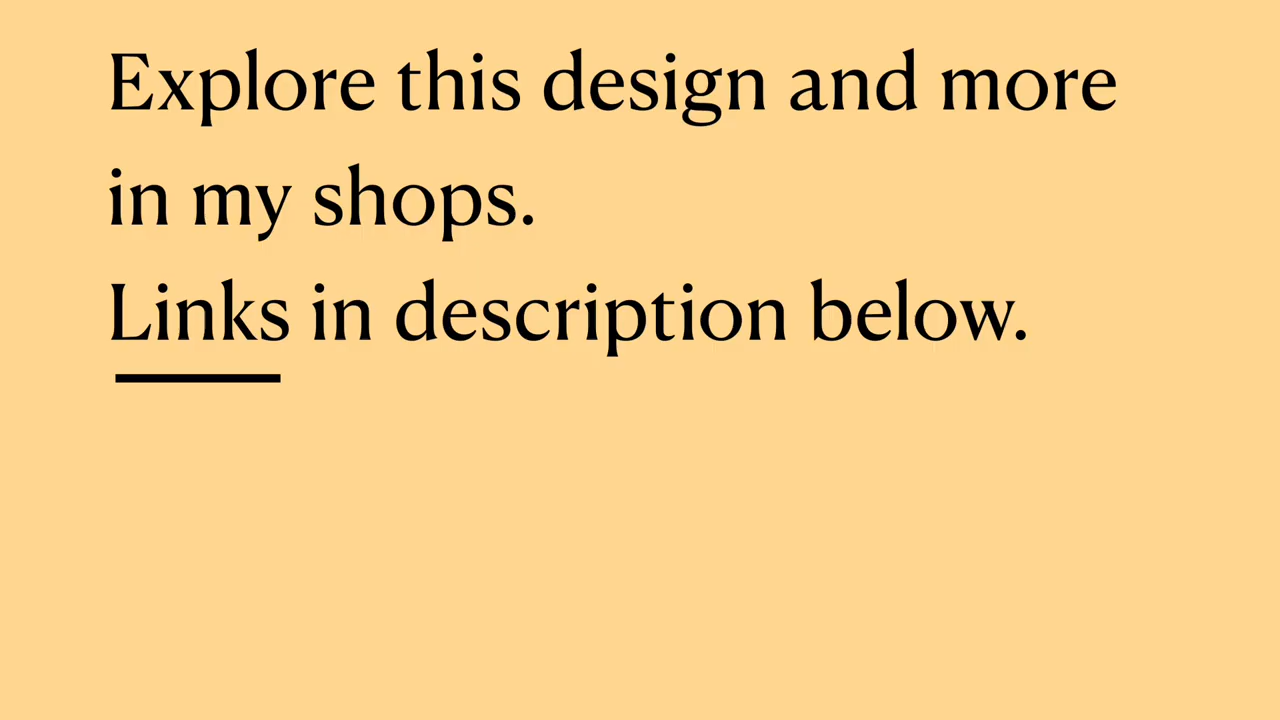 Explore this design and more
in my shops.
Links in description below.